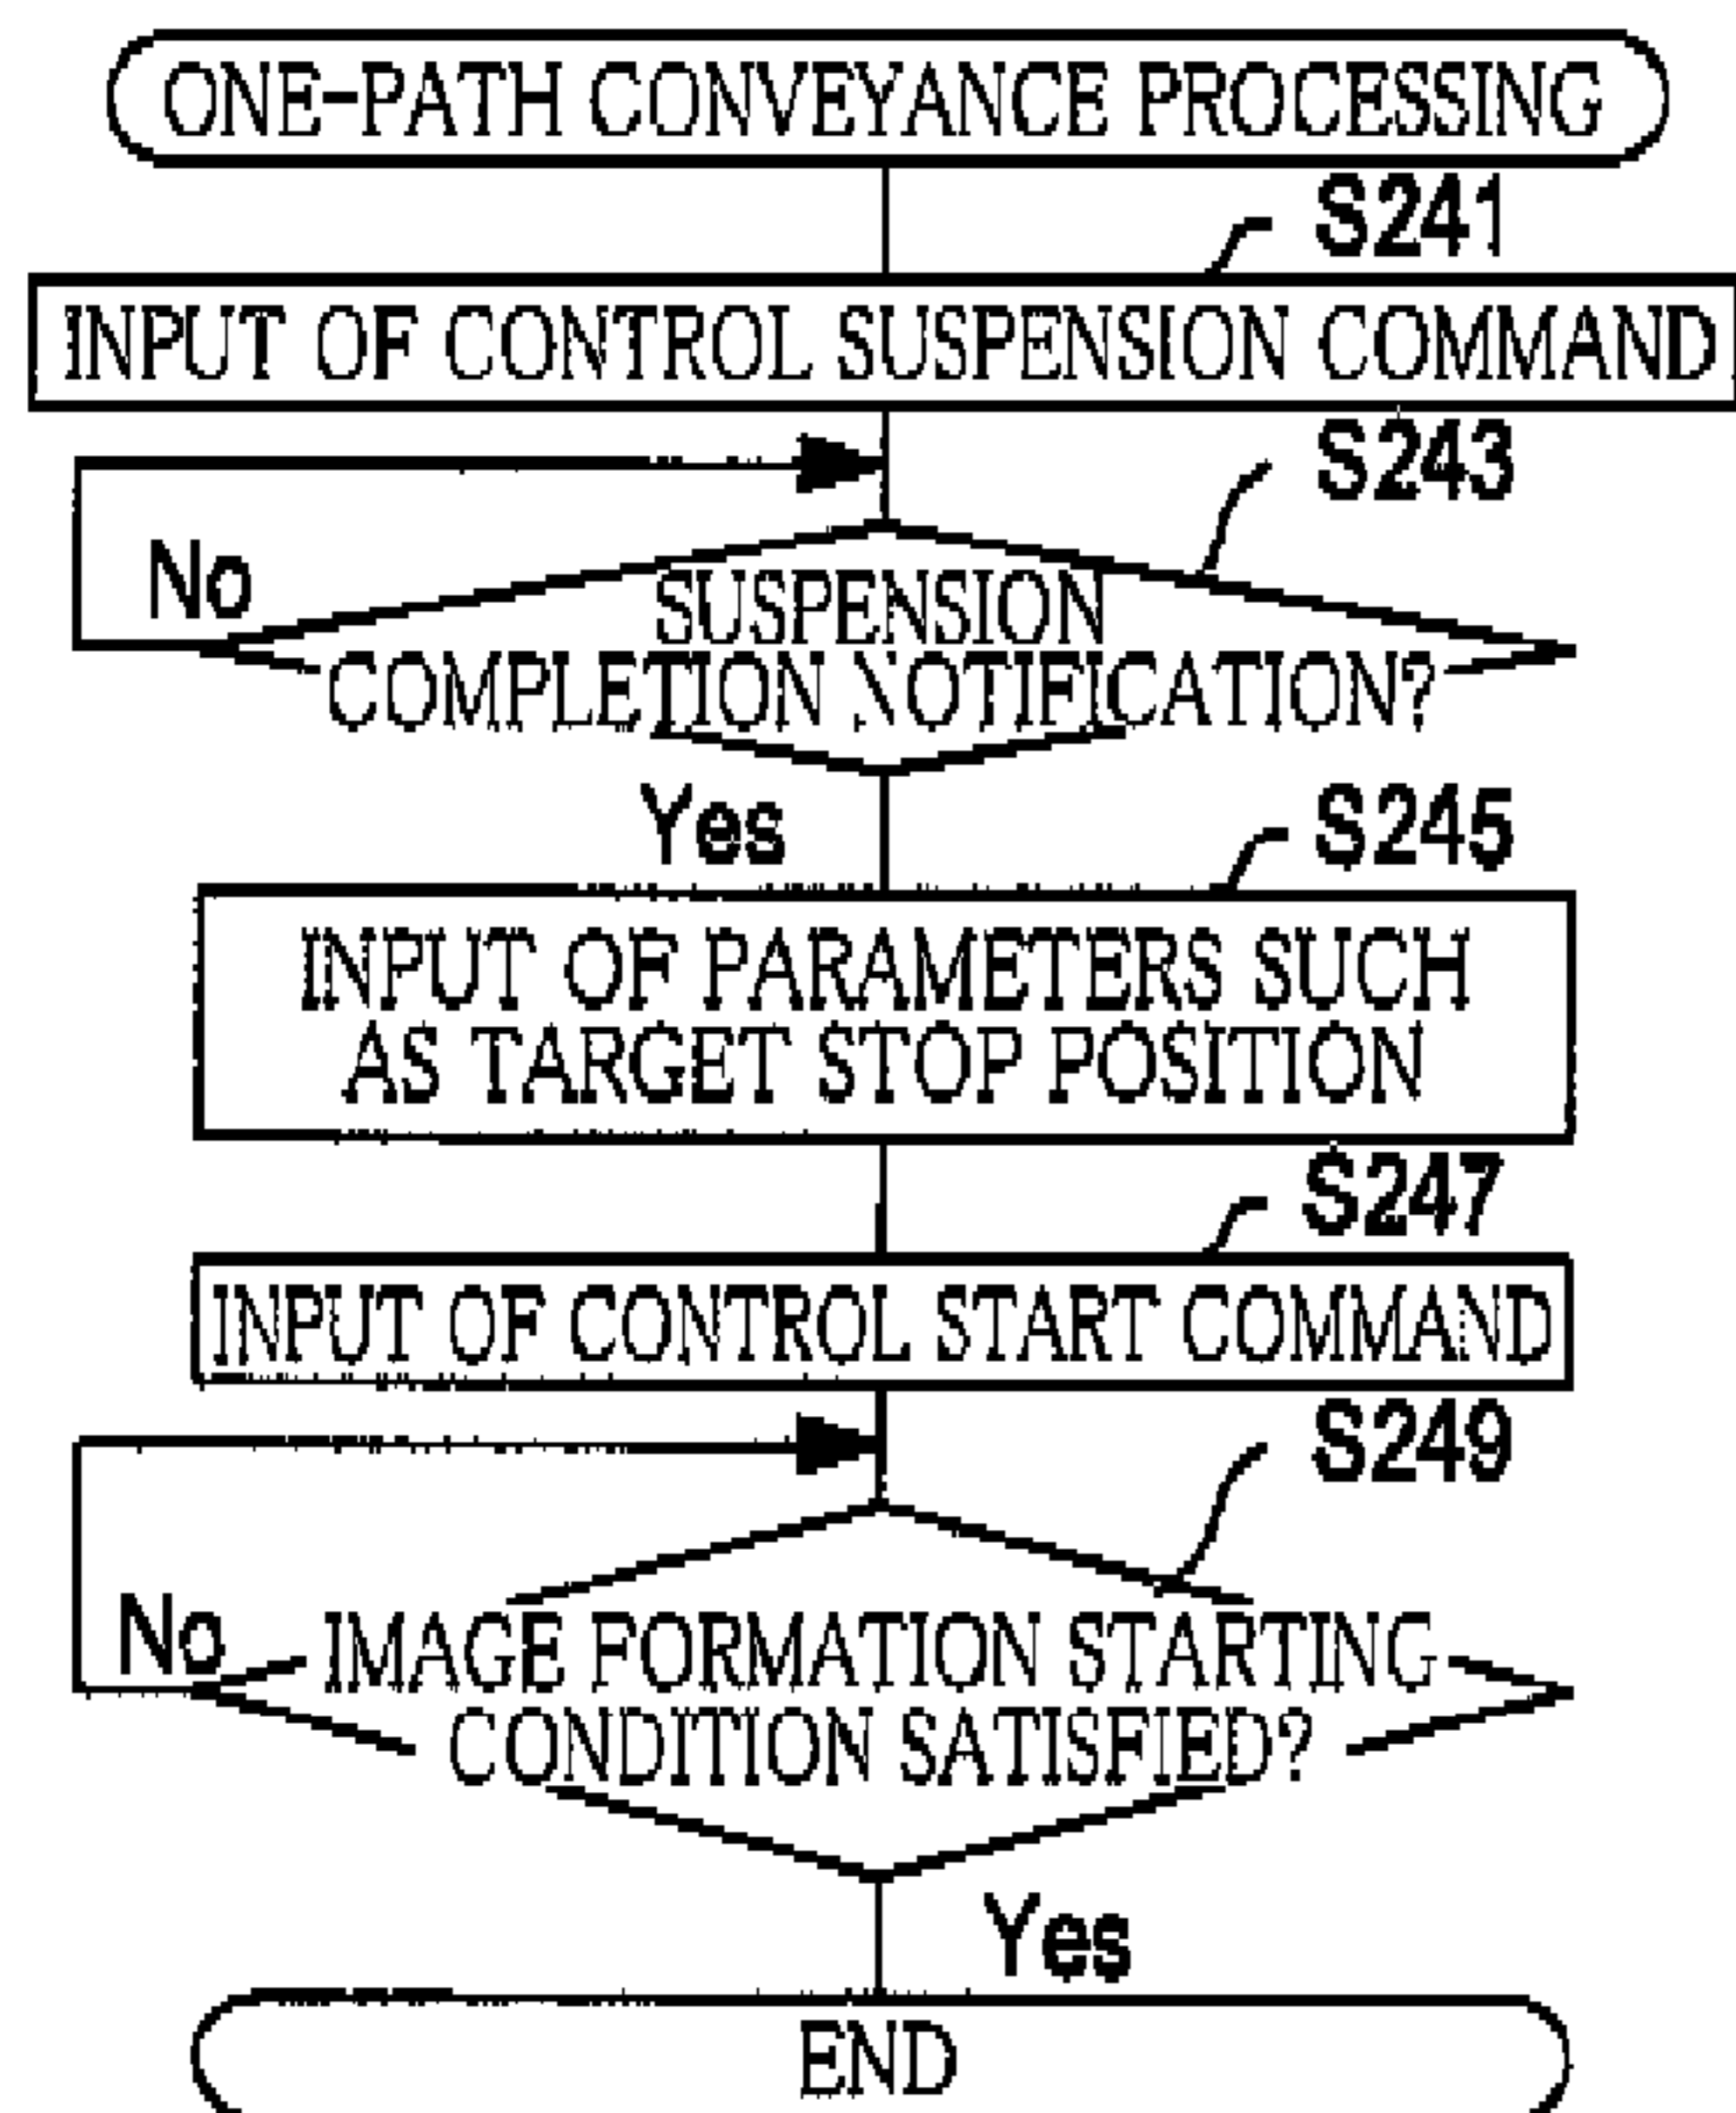 ONE-PATH CONVEYANCE PROCESSING
S241
INPUT OF CONTROL SUSPENSION COMMAND
S243
No
SUSPENSION
COMPLETION NOTIFICATION?
Yes
S245
INPUT OF PARAMETERS SUCH
AS TARGET STOP POSITION
S247
INPUT OF CONTROL START COMMAND
S249
No
IMAGE FORMATION STARTING
CONDITION SATISFIED?
Yes
END